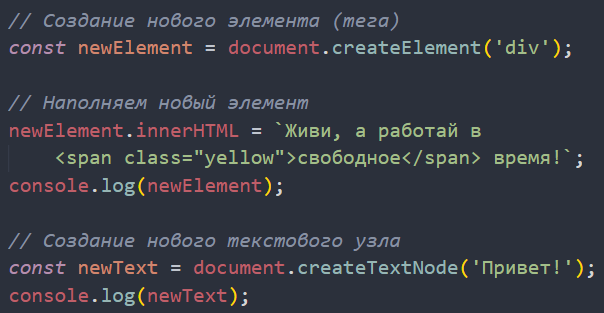 // Создание нового элемента (тега)
const newElement = document.createElement('div');
// Наполняем новый элемент
newElement.innerHTML = `Живи, а работай в
<span class="yellow">свободное</span> время!`;
console.log(newElement);
// Создание нового текстового узла
const newText = document.createTextNode('Привет!');
console.log(newText);